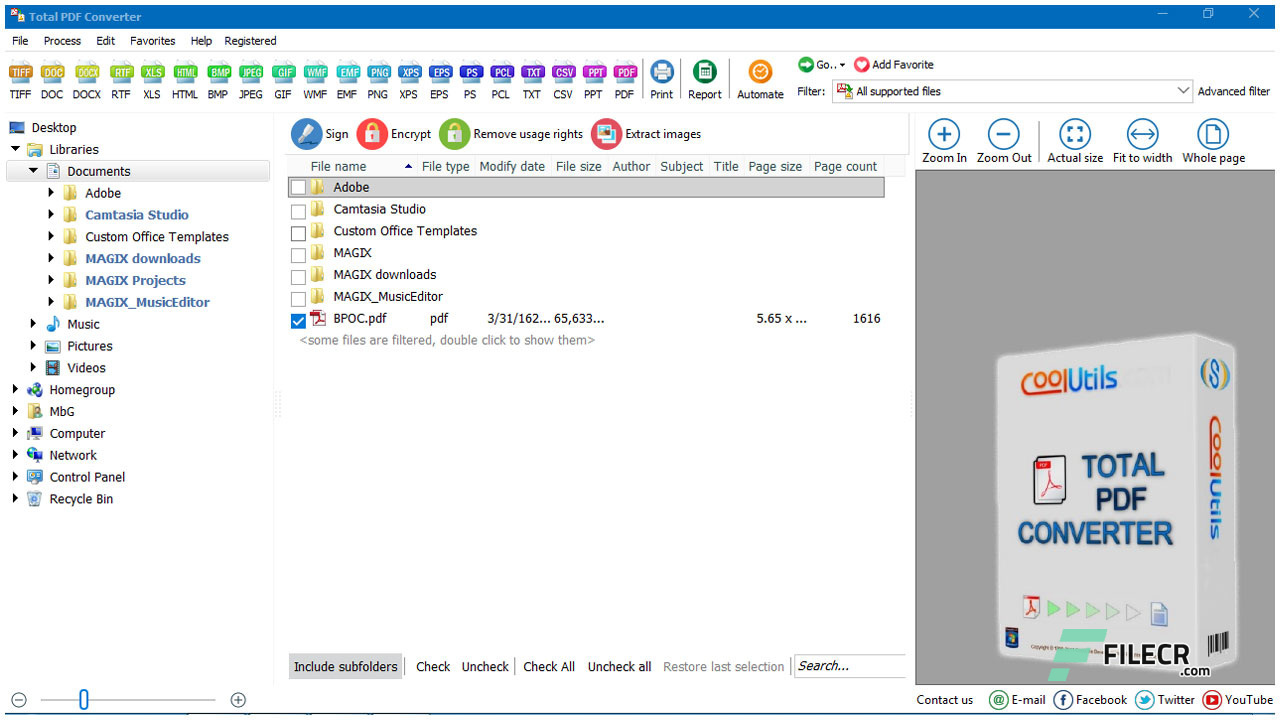 Total PDF Converter
File Process Edit Favorites Help Registered
TIFF DOC DOCX RTF XLS HTML BMP JPEG GIF WMF EMF PNG XPS EPS PS PCL TXT CSV PPT PDF
TIFF DOC DOCX RTF XLS HTML BMP JPEG GIF WMF EMF PNG XPS EPS PS PCL TXT CSV PPT PDF Print Report Automate
Go.. Add Favorite
Filter: All supported files Advanced filter
Desktop
Libraries
Documents
Adobe
Camtasia Studio
Custom Office Templates
MAGIX downloads
MAGIX Projects
MAGIX_MusicEditor
Music
Pictures
Videos
Homegroup
MbG
Computer
Network
Control Panel
Recycle Bin
Sign Encrypt Remove usage rights Extract images
File name File type Modify date File size Author Subject Title Page size Page count
Adobe
Camtasia Studio
Custom Office Templates
MAGIX
MAGIX downloads
MAGIX_MusicEditor
BPOC.pdf pdf 3/31/162... 65,633... 5.65 x ... 1616
<some files are filtered, double click to show them>
Include subfolders Check Uncheck Check All Uncheck all Restore last selection Search...
Zoom In Zoom Out Actual size Fit to width Whole page
CoolUtils.com
CoolUtils
PDF
TOTAL
PDF
CONVERTER
FILECR
.com
Contact us E-mail Facebook Twitter YouTube